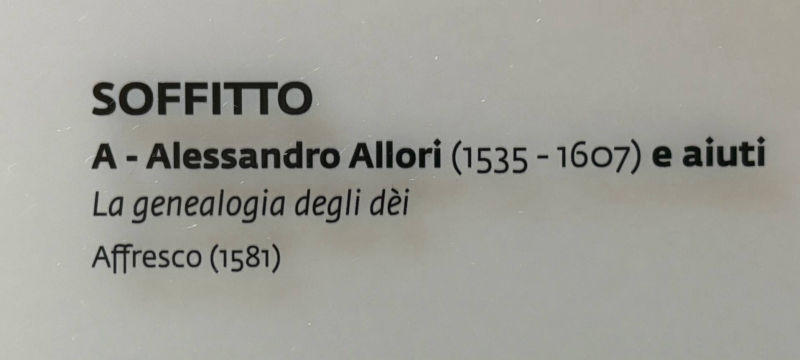 SOFFITTO
A - Alessandro Allori (1535 - 1607) e aiuti
La genealogia degli dèi
Affresco (1581)